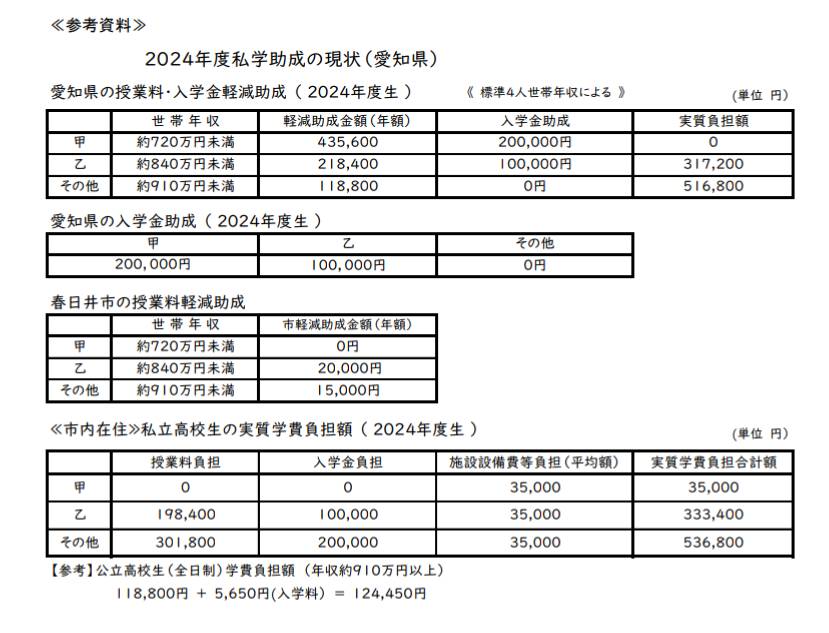 ≪参考資料≫
2024年度私学助成の現状（愛知県）
愛知県の授業料・入学金軽減助成（ 2024年度生 ） 《 標準4人世帯年収による 》 (単位 円)
世 帯 年 収 軽減助成金額（年額） 入学金助成 実質負担額
甲 約720万円未満 435,600 200,000円 0
乙 約840万円未満 218,400 100,000円 317,200
その他 約910万円未満 118,800 0円 516,800
愛知県の入学金助成（ 2024年度生 ）
甲 乙 その他
200,000円 100,000円 0円
春日井市の授業料軽減助成
世 帯 年 収 市軽減助成金額（年額）
甲 約720万円未満 0円
乙 約840万円未満 20,000円
その他 約910万円未満 15,000円
≪市内在住≫私立高校生の実質学費負担額（ 2024年度生 ） (単位 円)
授業料負担 入学金負担 施設設備費等負担（平均額） 実質学費負担合計額
甲 0 0 35,000 35,000
乙 198,400 100,000 35,000 333,400
その他 301,800 200,000 35,000 536,800
【参考】公立高校生（全日制）学費負担額 （年収約910万円以上）
118,800円 + 5,650円(入学料) = 124,450円